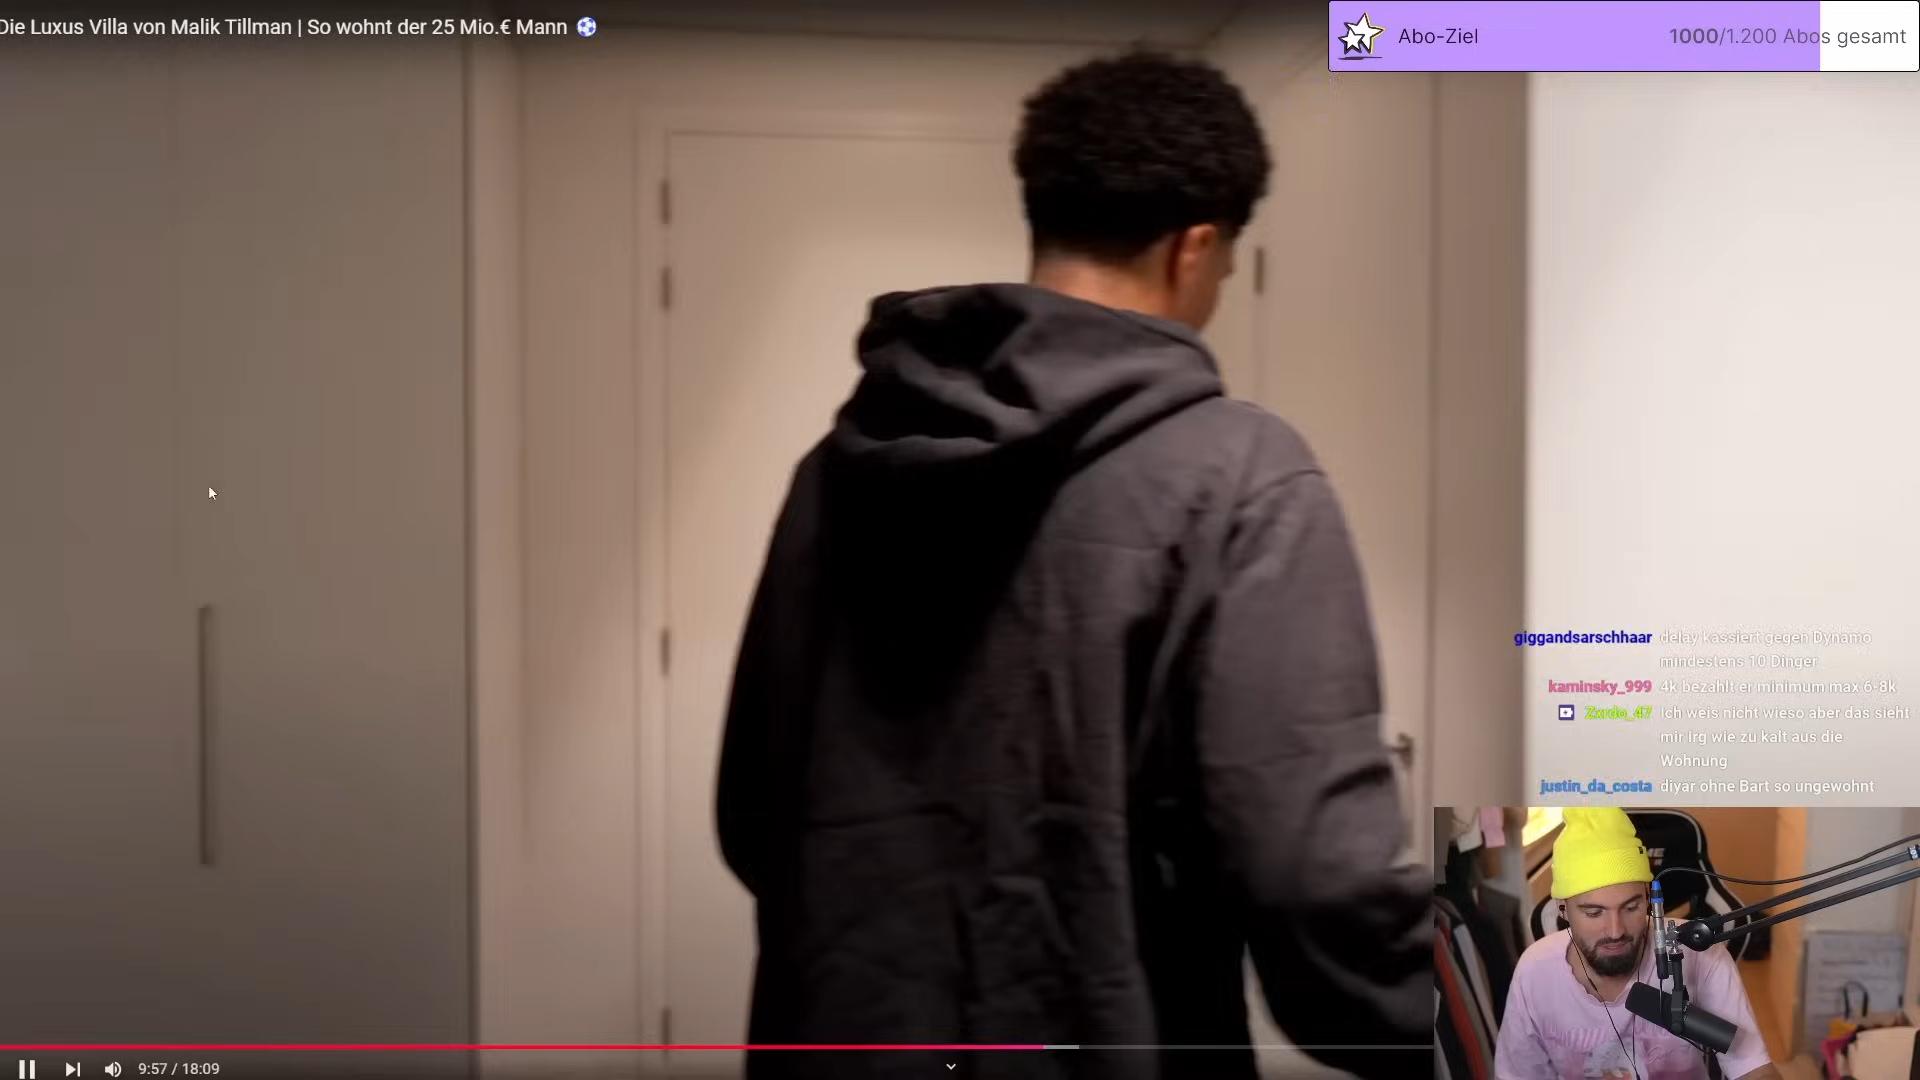 Die Luxus Villa von Malik Tillman | So wohnt der 25 Mio.€ Mann ⚽
Abo-Ziel
1000/1.200 Abos gesamt
giggandsarschhaar delay kassiert gegen Dynamo
mindestens 10 Dinger
kaminsky_999 4k bezahlt er minimum max 6-8k
Zxrdo_47 Ich weis nicht wieso aber das sieht
mir irg wie zu kalt aus die
Wohnung
justin_da_costa diyar ohne Bart so ungewohnt
9:57 / 18:09